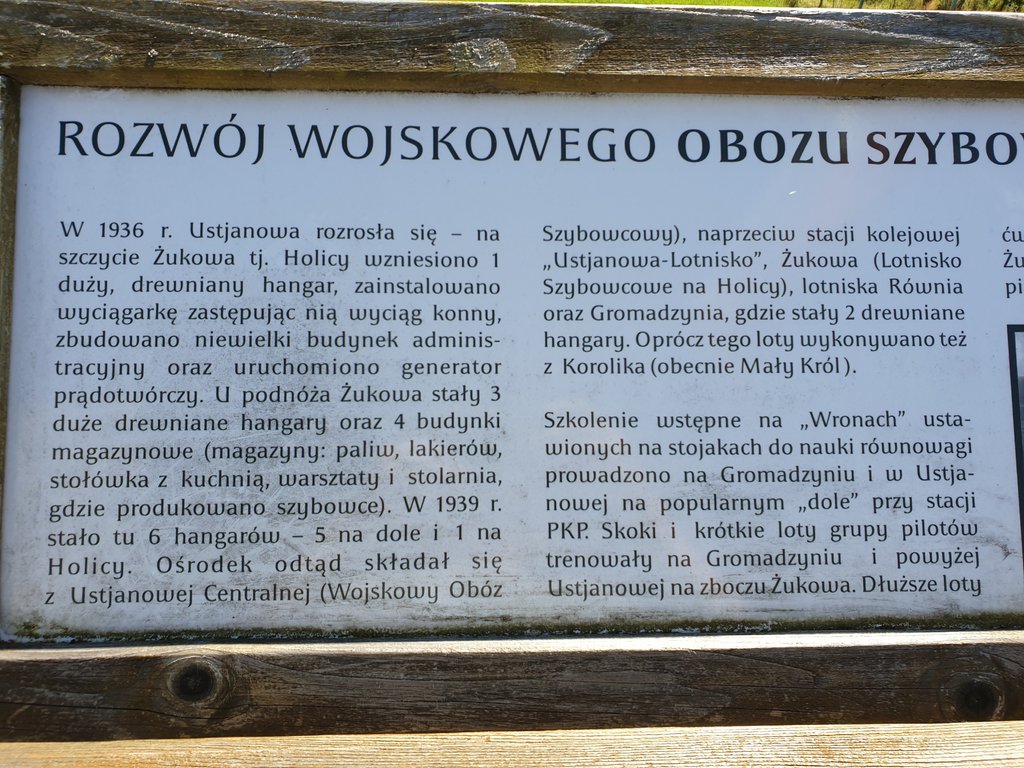 ROZWÓJ WOJSKOWEGO OBOZU
W 1936 r. Ustjanowa rozrosła się – na
szczycie Żukowa tj. Holicy wzniesiono 1
duży, drewniany hangar, zainstalowano
wyciągarkę zastępując nią wyciąg konny,
zbudowano niewielki budynek adminis-
tracyjny oraz uruchomiono generator
prądotwórczy. U podnóża Żukowa stały 3
duże drewniane hangary oraz 4 budynki
magazynowe (magazyny: paliw, lakierów,
stołówka z kuchnią, warsztaty i stolarnia,
gdzie produkowano szybowce). W 1939 r.
stało tu 6 hangarów – 5 na dole i 1 na
Holicy. Ośrodek odtąd składał się
z Ustjanowej Centralnej (Wojskowy Obóz
Szybowcowy), naprzeciw stacji kolejowej
„Ustjanowa-Lotnisko”, Żukowa (Lotnisko
Szybowcowe na Holicy), lotniska Równia
oraz Gromadzynia, gdzie stały 2 drewniane
hangary. Oprócz tego loty wykonywano też
z Korolika (obecnie Mały Król).
Szkolenie wstępne na „Wronach” usta-
wionych na stojakach do nauki równowagi
prowadzono na Gromadzyniu i w Ustja-
nowej na popularnym „dole” przy stacji
PKP. Skoki i krótkie loty grupy pilotów
trenowały na Gromadzyniu i powyżej
Ustjanowej na zboczu Żukowa. Dłuższe loty